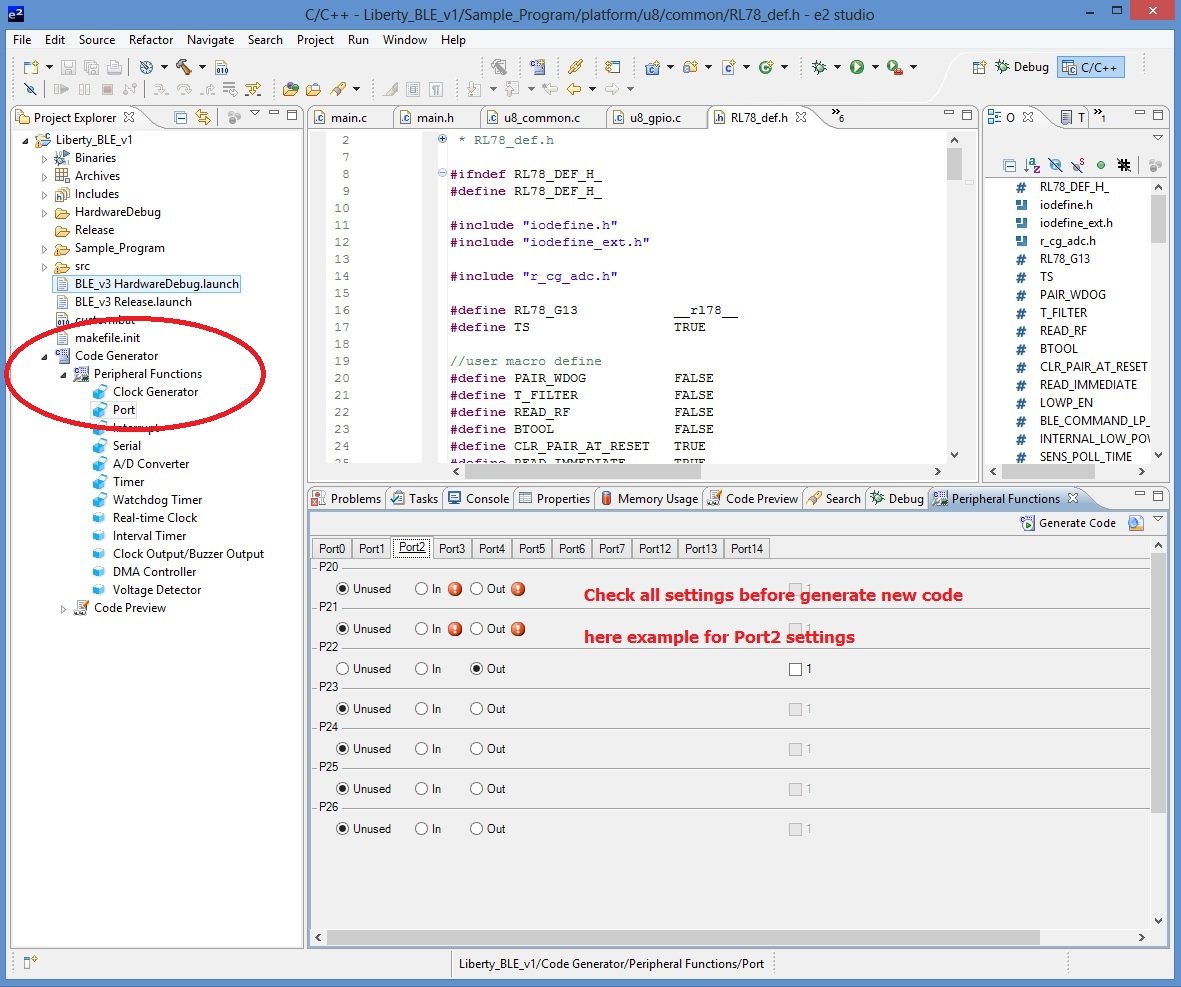 C/C++ - Liberty_BLE_v1/Sample_Program/platform/u8/common/RL78_def.h - e2 studio
File Edit Source Refactor Navigate Search Project Run Window Help
Debug C/C++
Project Explorer
Liberty_BLE_v1
Binaries
Archives
Includes
HardwareDebug
Release
Sample_Program
src
BLE_v3 HardwareDebug.launch
BLE_v3 Release.launch
custom.bat
makefile.init
Code Generator
Peripheral Functions
Clock Generator
Port
Interrupt
Serial
A/D Converter
Timer
Watchdog Timer
Real-time Clock
Interval Timer
Clock Output/Buzzer Output
DMA Controller
Voltage Detector
Code Preview
main.c main.h u8_common.c u8_gpio.c RL78_def.h »6
2 * RL78_def.h
7
8 #ifndef RL78_DEF_H_
9 #define RL78_DEF_H_
10
11 #include "iodefine.h"
12 #include "iodefine_ext.h"
13
14 #include "r_cg_adc.h"
15
16 #define RL78_G13 __rl78__
17 #define TS TRUE
18
19 //user macro define
20 #define PAIR_WDOG FALSE
21 #define T_FILTER FALSE
22 #define READ_RF FALSE
23 #define BTOOL FALSE
24 #define CLR_PAIR_AT_RESET TRUE
25 #define READ_IMMEDIATE TRUE
O T »1
RL78_DEF_H_
iodefine.h
iodefine_ext.h
r_cg_adc.h
RL78_G13
TS
PAIR_WDOG
T_FILTER
READ_RF
BTOOL
CLR_PAIR_AT_RESET
READ_IMMEDIATE
LOWP_EN
BLE_COMMAND_LP_
INTERNAL_LOW_POW
SENS_POLL_TIME
Problems Tasks Console Properties Memory Usage Code Preview Search Debug Peripheral Functions
Generate Code
Port0 Port1 Port2 Port3 Port4 Port5 Port6 Port7 Port12 Port13 Port14
P20
Unused In Out 1
Check all settings before generate new code
P21
Unused In Out 1
here example for Port2 settings
P22
Unused In Out 1
P23
Unused In Out 1
P24
Unused In Out 1
P25
Unused In Out 1
P26
Unused In Out 1
Liberty_BLE_v1/Code Generator/Peripheral Functions/Port